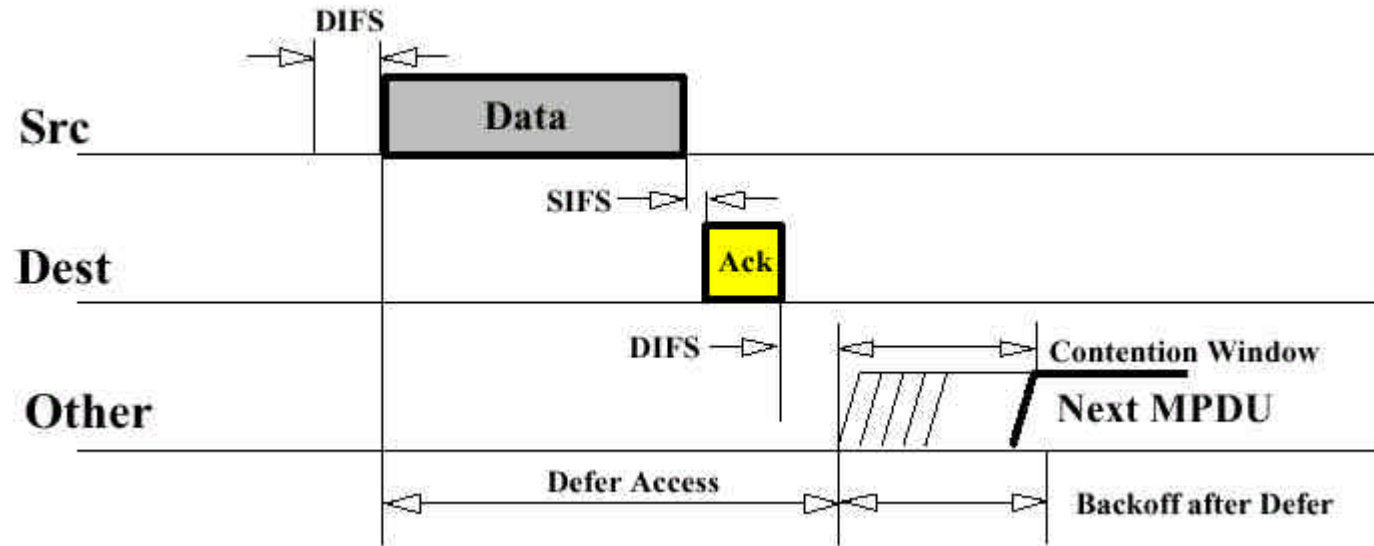 DIFS
Src
Data
SIFS
Dest
Ack
DIFS
Contention Window
Other
Next MPDU
Defer Access
Backoff after Defer